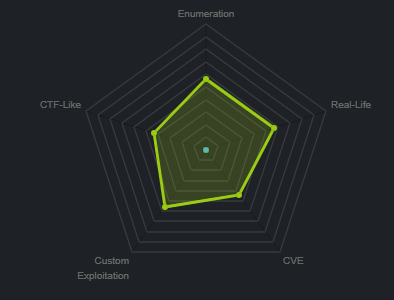 Enumeration
CTF-Like
Real-Life
Custom
Exploitation
CVE